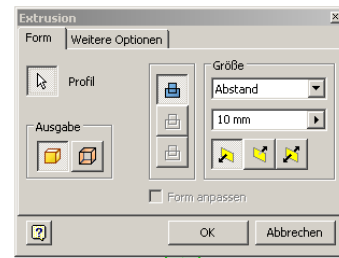 Extrusion
Form
Weitere Optionen
Profil
Größe
Abstand
10 mm
Ausgabe
Form anpassen
OK
Abbrechen